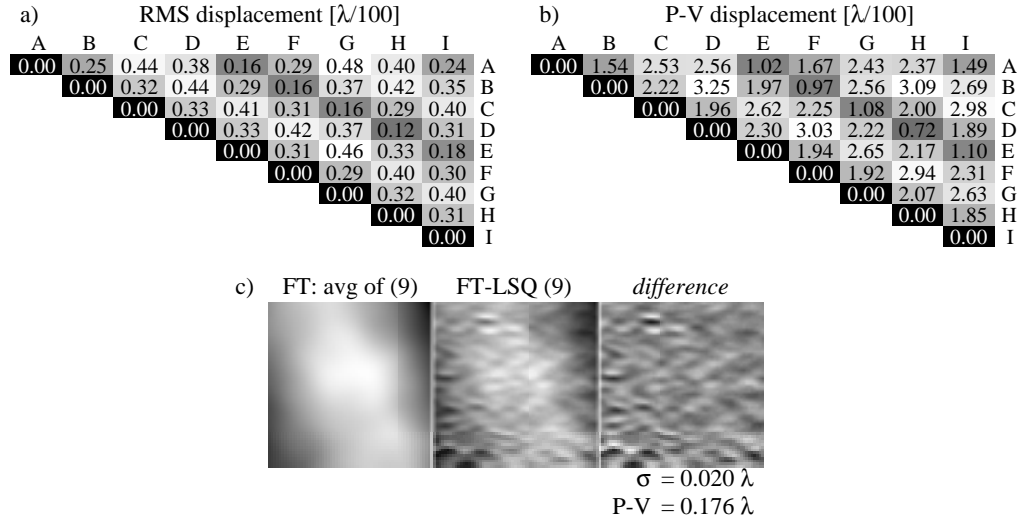 a) RMS displacement [λ/100]
A B C D E F G H I
0.00 0.25 0.44 0.38 0.16 0.29 0.48 0.40 0.24 A
0.00 0.32 0.44 0.29 0.16 0.37 0.42 0.35 B
0.00 0.33 0.41 0.31 0.16 0.29 0.40 C
0.00 0.33 0.42 0.37 0.12 0.31 D
0.00 0.31 0.46 0.33 0.18 E
0.00 0.29 0.40 0.30 F
0.00 0.32 0.40 G
0.00 0.31 H
0.00 I
b) P-V displacement [λ/100]
A B C D E F G H I
0.00 1.54 2.53 2.56 1.02 1.67 2.43 2.37 1.49 A
0.00 2.22 3.25 1.97 0.97 2.56 3.09 2.69 B
0.00 1.96 2.62 2.25 1.08 2.00 2.98 C
0.00 2.30 3.03 2.22 0.72 1.89 D
0.00 1.94 2.65 2.17 1.10 E
0.00 1.92 2.94 2.31 F
0.00 2.07 2.63 G
0.00 1.85 H
0.00 I
c) FT: avg of (9) FT-LSQ (9) difference
σ = 0.020 λ
P-V = 0.176 λ